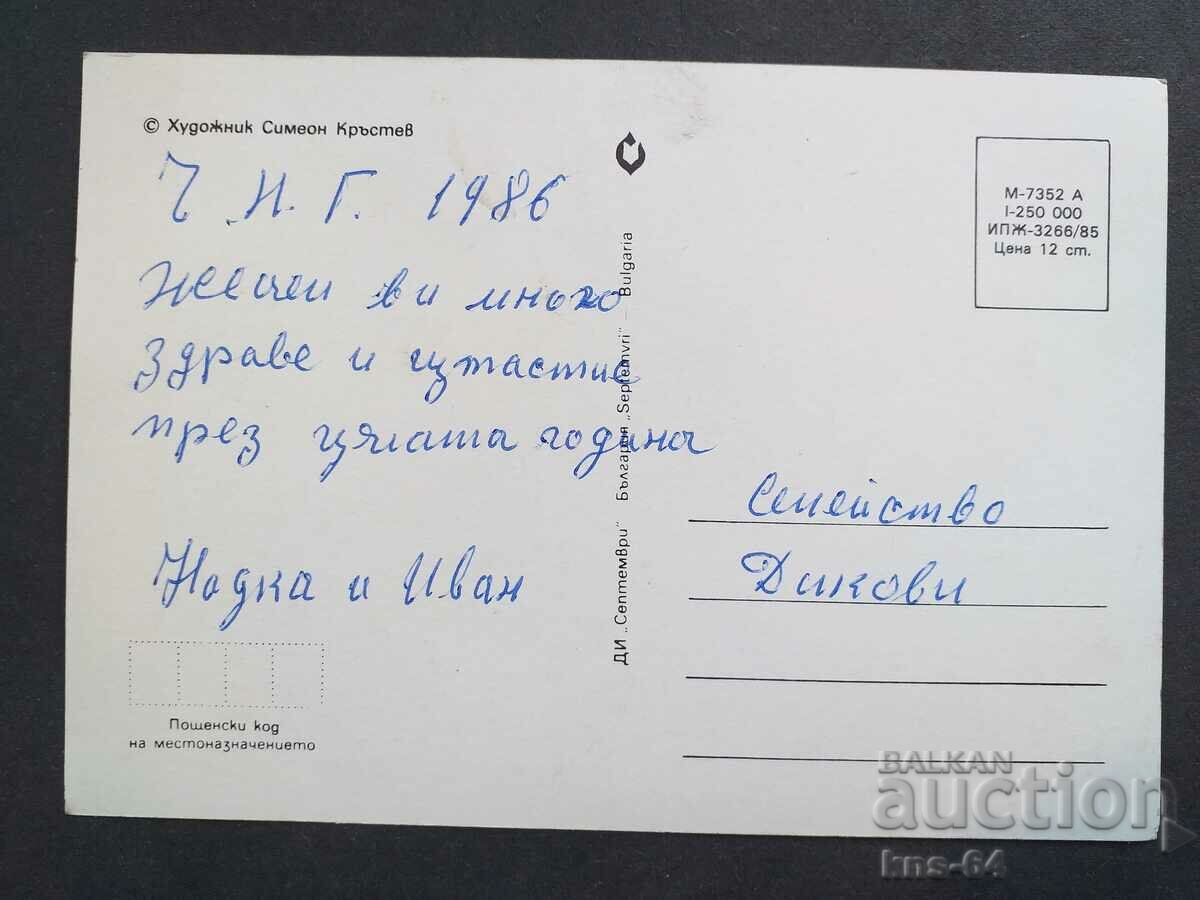 © Художник Симеон Кръстев
Ч.Н.Г. 1986
Желаем ви много
здраве и щтастие
през цялата година
Надка и Иван
Пощенски код
на местоназначението
ДИ „Септември" България „Septemvri" – Bulgaria
М-7352 А
I-250 000
ИПЖ-3266/85
Цена 12 ст.
Семейство
Дикови
BALKAN
auction
kns-64